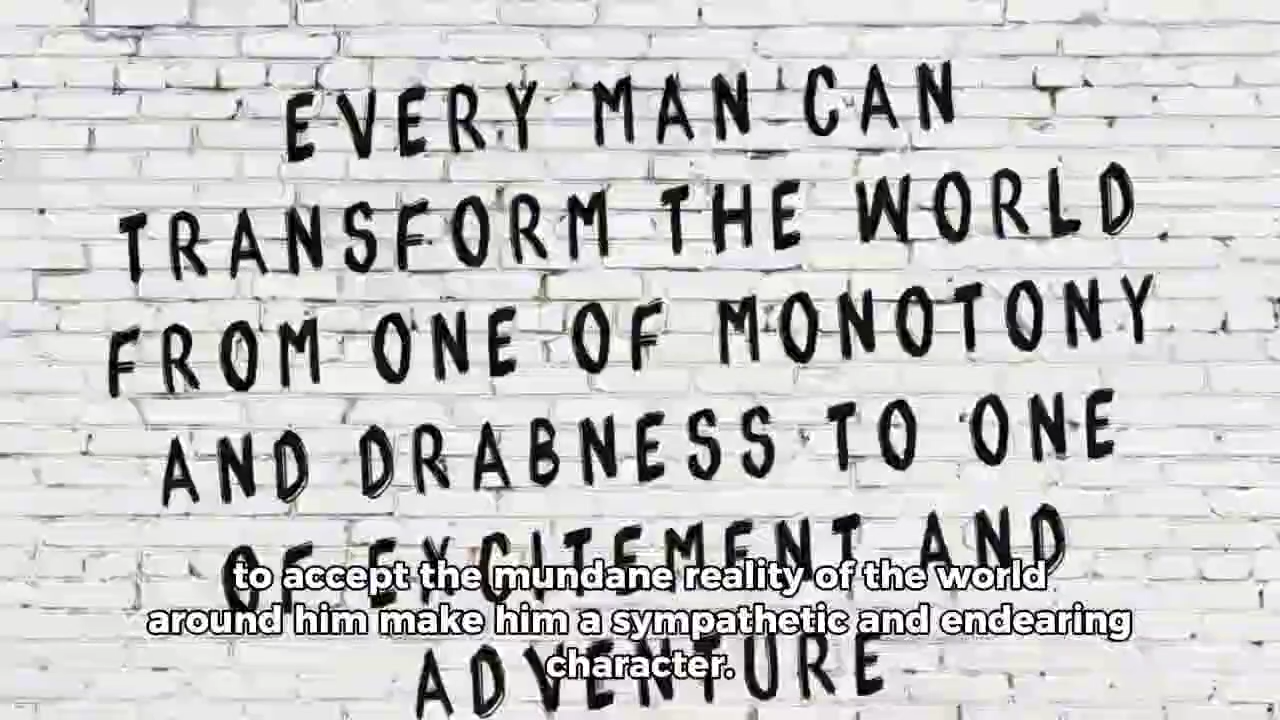 EVERY MAN CAN
TRANSFORM THE WORLD
FROM ONE OF MONOTONY
AND DRABNESS TO ONE
OF EXCITEMENT AND
ADVENTURE
to accept the mundane reality of the world
around him make him a sympathetic and endearing
character.